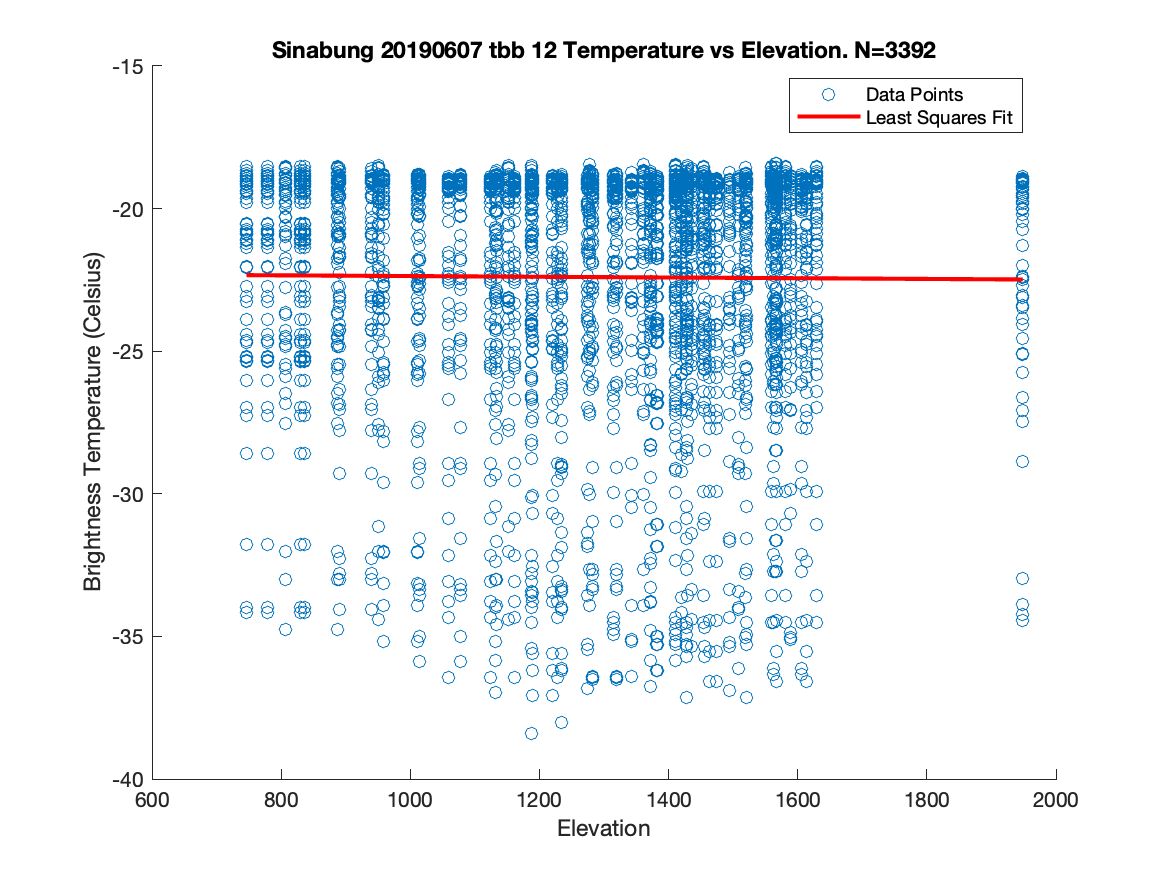 Sinabung 20190607 tbb 12 Temperature vs Elevation. N=3392
-15
Data Points
Least Squares Fit
-20
-25
Brightness Temperature (Celsius)
-30
-35
-40
600 800 1000 1200 1400 1600 1800 2000
Elevation